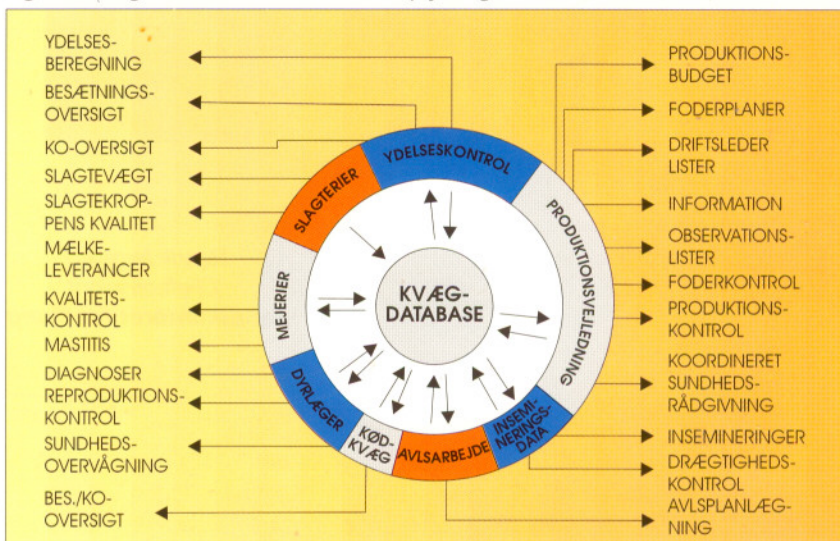 YDELSES-
BEREGNING
BESÆTNINGS-
OVERSIGT
KO-OVERSIGT
SLAGTEVÆGT
SLAGTEKROP-
PENS KVALITET
MÆLKE-
LEVERANCER
KVALITETS-
KONTROL
MASTITIS
DIAGNOSER
REPRODUKTIONS-
KONTROL
SUNDHEDS-
OVERVÅGNING
BES./KO-
OVERSIGT
YDELSESKONTROL
SLAGTERIER
MEJERIER
DYRLÆGER
KØD-
KVÆG
AVLSARBEJDE
INSEMI-
NERINGS-
DATA
PRODUKTIONSVEJLEDNING
KVÆG-
DATABASE
PRODUKTIONS-
BUDGET
FODERPLANER
DRIFTSLEDER
LISTER
INFORMATION
OBSERVATIONS-
LISTER
FODERKONTROL
PRODUKTIONS-
KONTROL
KOORDINERET
SUNDHEDS-
RÅDGIVNING
INSEMINERINGER
DRÆGTIGHEDS-
KONTROL
AVLSPLANLÆG-
NING